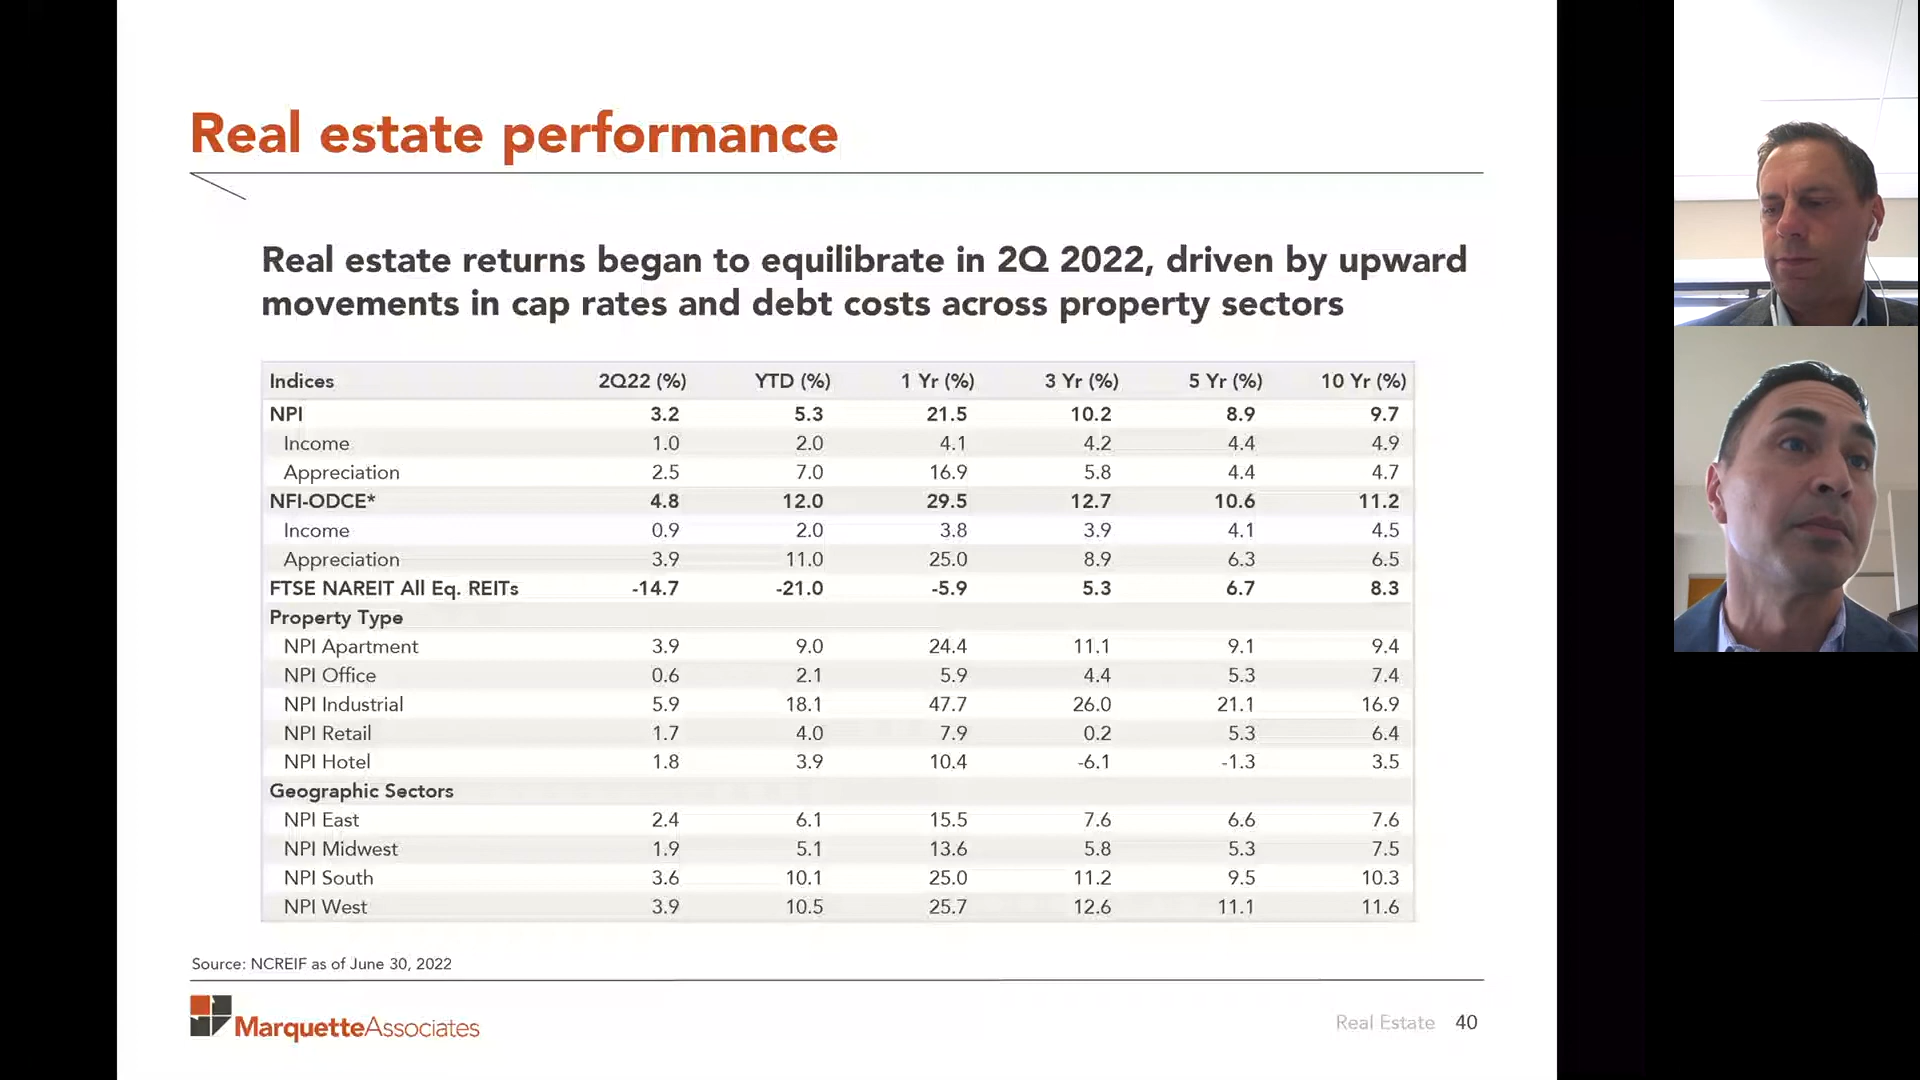 Real estate performance
Real estate returns began to equilibrate in 2Q 2022, driven by upward
movements in cap rates and debt costs across property sectors
Indices 2Q22 (%) YTD (%) 1 Yr (%) 3 Yr (%) 5 Yr (%) 10 Yr (%)
NPI 3.2 5.3 21.5 10.2 8.9 9.7
Income 1.0 2.0 4.1 4.2 4.4 4.9
Appreciation 2.5 7.0 16.9 5.8 4.4 4.7
NFI-ODCE* 4.8 12.0 29.5 12.7 10.6 11.2
Income 0.9 2.0 3.8 3.9 4.1 4.5
Appreciation 3.9 11.0 25.0 8.9 6.3 6.5
FTSE NAREIT All Eq. REITs -14.7 -21.0 -5.9 5.3 6.7 8.3
Property Type
NPI Apartment 3.9 9.0 24.4 11.1 9.1 9.4
NPI Office 0.6 2.1 5.9 4.4 5.3 7.4
NPI Industrial 5.9 18.1 47.7 26.0 21.1 16.9
NPI Retail 1.7 4.0 7.9 0.2 5.3 6.4
NPI Hotel 1.8 3.9 10.4 -6.1 -1.3 3.5
Geographic Sectors
NPI East 2.4 6.1 15.5 7.6 6.6 7.6
NPI Midwest 1.9 5.1 13.6 5.8 5.3 7.5
NPI South 3.6 10.1 25.0 11.2 9.5 10.3
NPI West 3.9 10.5 25.7 12.6 11.1 11.6
Source: NCREIF as of June 30, 2022
MarquetteAssociates
Real Estate 40